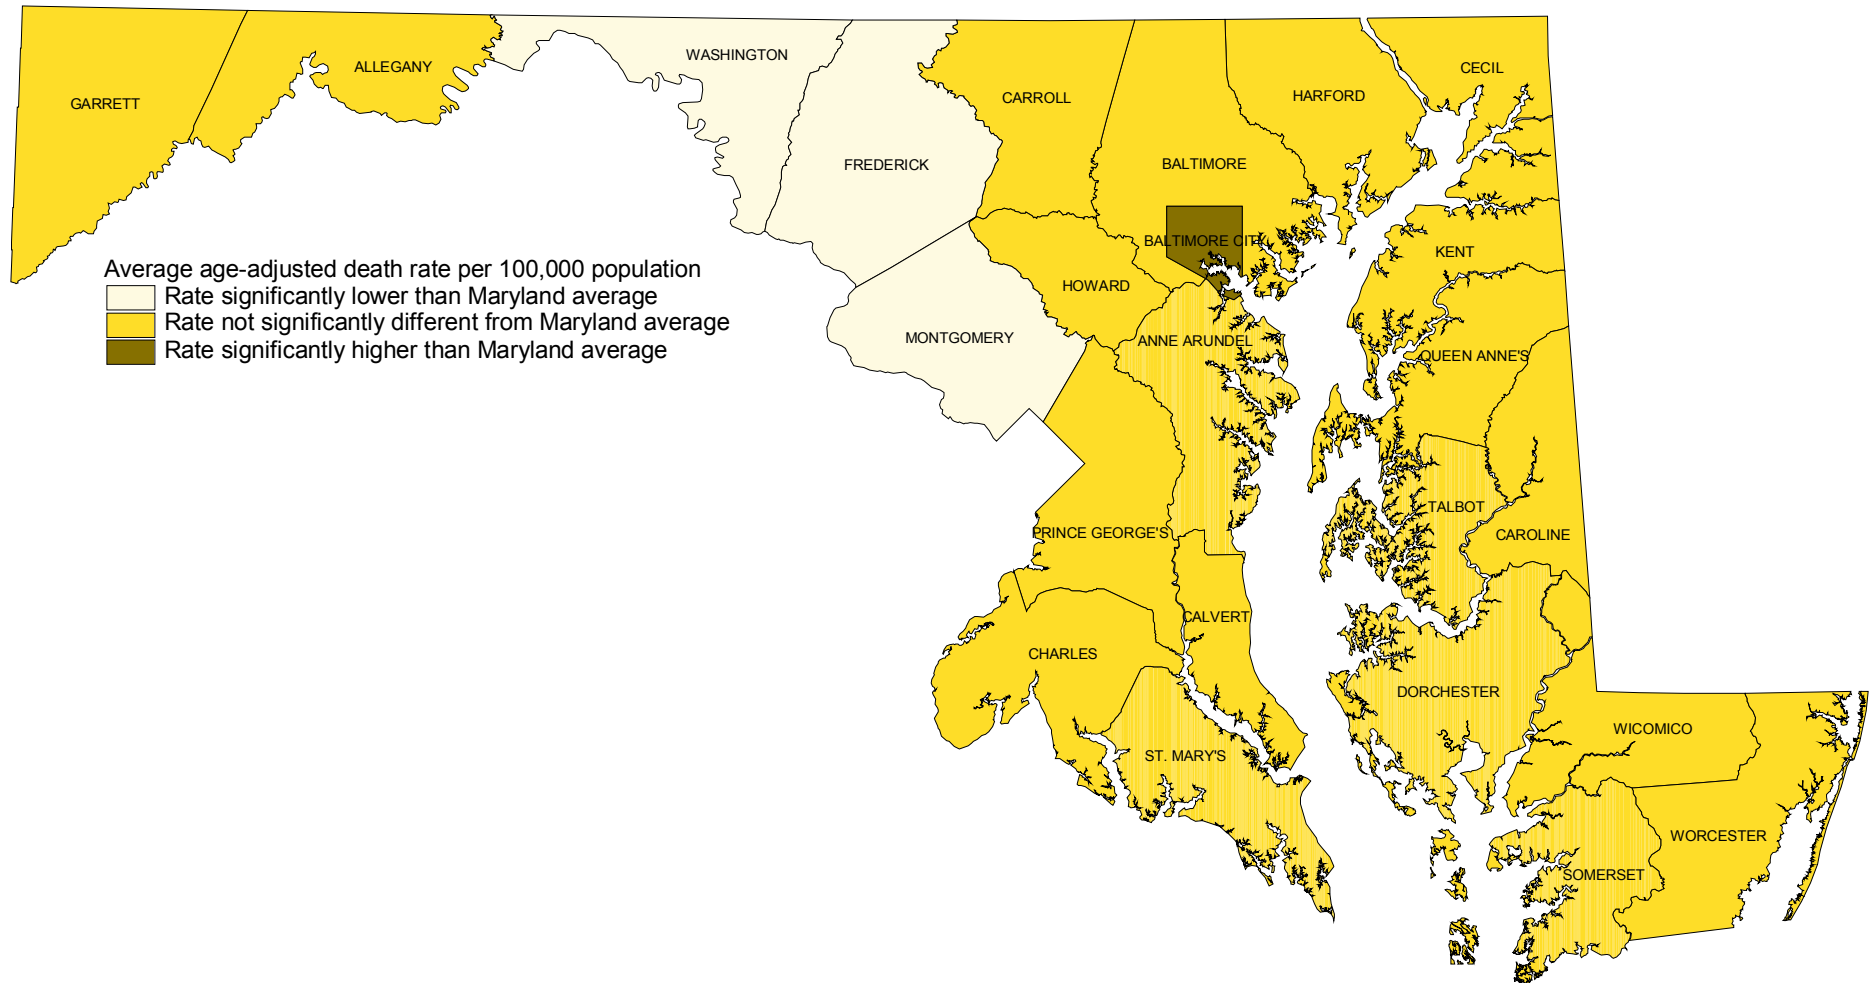 WASHINGTON
ALLEGANY
CECIL
GARRETT
CARROLL
HARFORD
FREDERICK
BALTIMORE
BALTIMORE CITY
KENT
Average age-adjusted death rate per 100,000 population
Rate significantly lower than Maryland average
Rate not significantly different from Maryland average
Rate significantly higher than Maryland average
HOWARD
MONTGOMERY
ANNE ARUNDEL
QUEEN ANNE'S
TALBOT
PRINCE GEORGE'S
CAROLINE
CALVERT
CHARLES
DORCHESTER
WICOMICO
ST. MARY'S
WORCESTER
SOMERSET